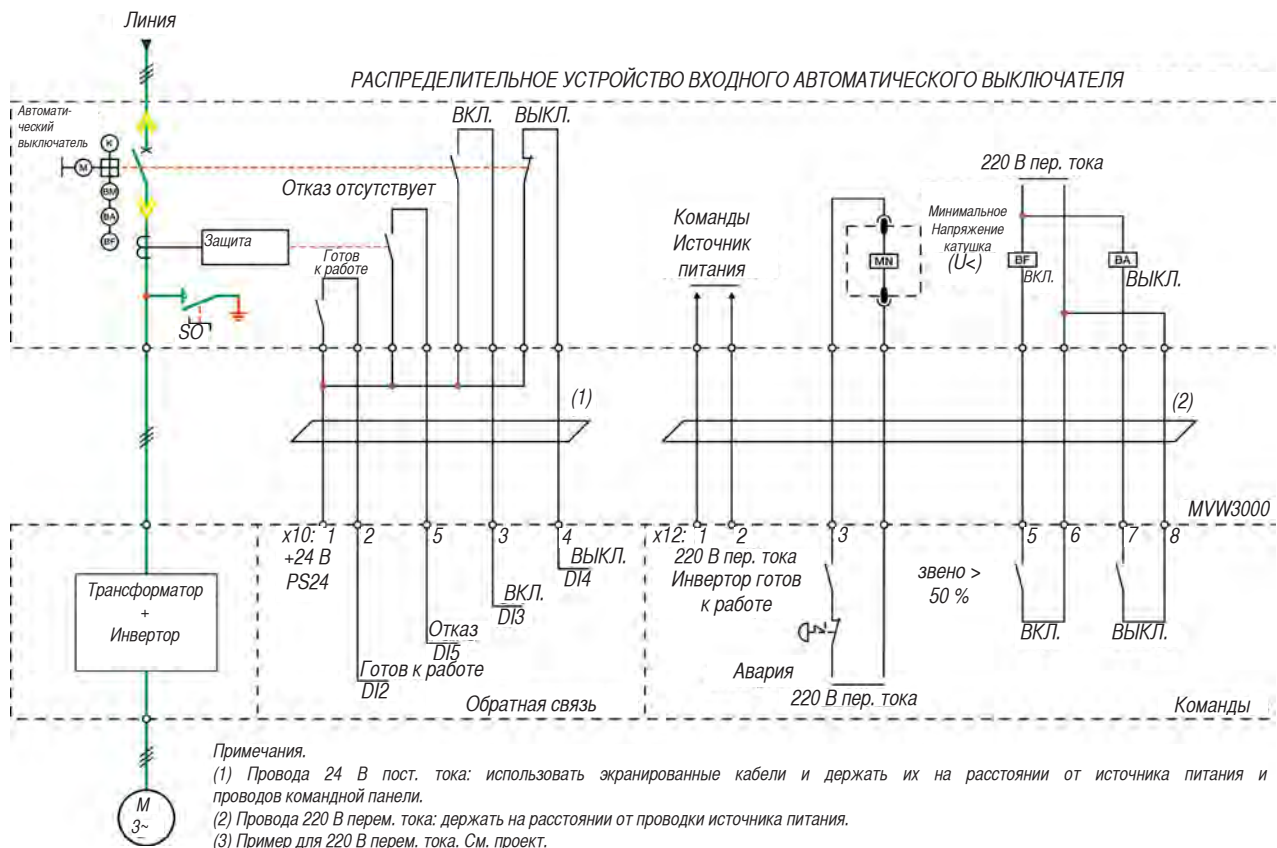 Линия
РАСПРЕДЕЛИТЕЛЬНОЕ УСТРОЙСТВО ВХОДНОГО АВТОМАТИЧЕСКОГО ВЫКЛЮЧАТЕЛЯ
Автомати-
ческий
выключатель
K
M
BM
BA
BF
ВКЛ.
ВЫКЛ.
Отказ отсутствует
Защита
Готов
к работе
SO
Команды
Источник
питания
MN
Минимальное
Напряжение
катушка
(U<)
220 В пер. тока
BF
ВКЛ.
BA
ВЫКЛ.
(1)
(2)
MVW3000
x10: 1 2 5 3 4
+24 В
PS24
ВЫКЛ.
DI4
ВКЛ.
DI3
Отказ
DI5
Готов к работе
DI2
Обратная связь
x12: 1 2 3 5 6 7 8
220 В пер. тока
Инвертор готов
к работе
звено >
50 %
ВКЛ.
ВЫКЛ.
Авария
220 В пер. тока
Команды
Трансформатор
+
Инвертор
M
3~
Примечания.
(1) Провода 24 В пост. тока: использовать экранированные кабели и держать их на расстоянии от источника питания и
проводов командной панели.
(2) Провода 220 В перем. тока: держать на расстоянии от проводки источника питания.
(3) Пример для 220 В перем. тока. См. проект.